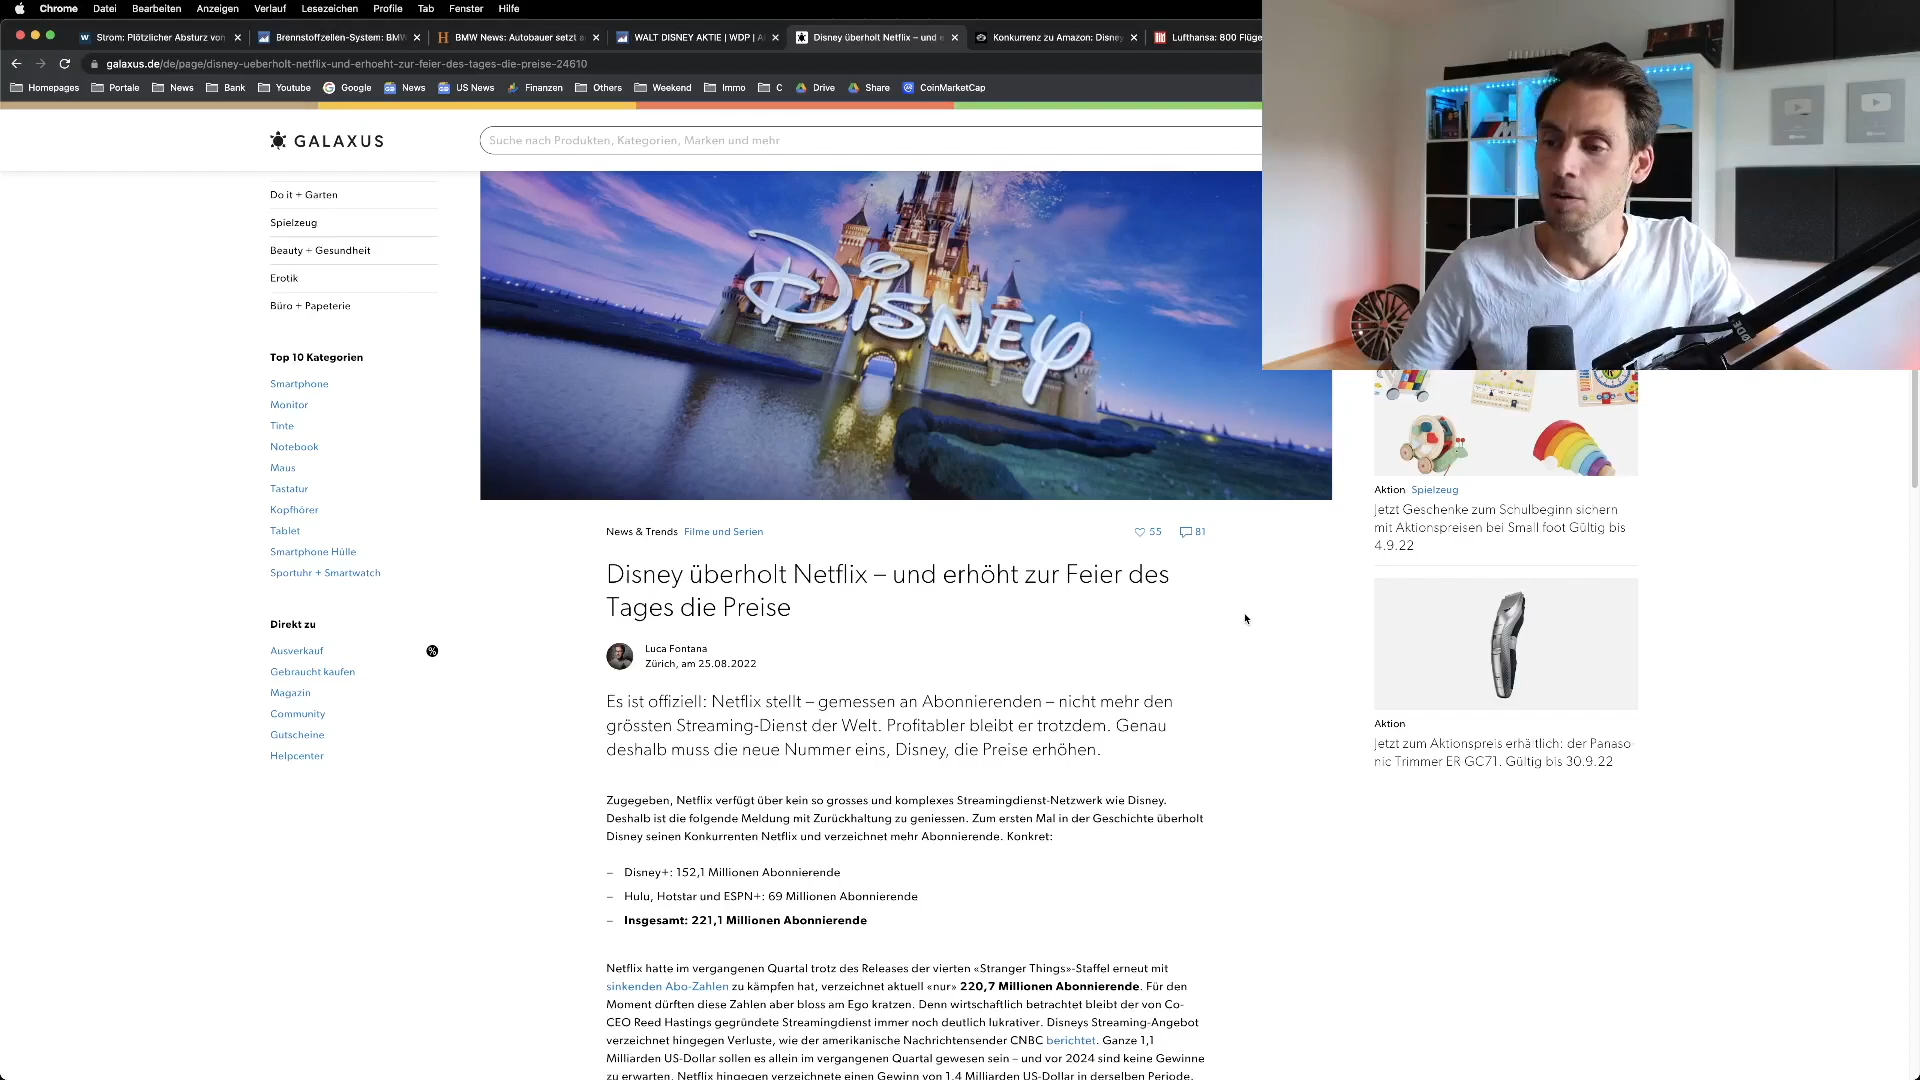 Chrome Datei Bearbeiten Anzeigen Verlauf Lesezeichen Profile Tab Fenster Hilfe
Strom: Plötzlicher Absturz von
Brennstoffzellen-System: BMW
BMW News: Autobauer setzt a
WALT DISNEY AKTIE | WDP | A
Disney überholt Netflix – und e
Konkurrenz zu Amazon: Disney
Lufthansa: 800 Flüge
galaxus.de/de/page/disney-ueberholt-netflix-und-erhoeht-zur-feier-des-tages-die-preise-24610
Homepages Portale News Bank Youtube Google News US News Finanzen Others Weekend Immo C Drive Share CoinMarketCap
GALAXUS
Suche nach Produkten, Kategorien, Marken und mehr
Do it + Garten
Spielzeug
Beauty + Gesundheit
Erotik
Büro + Papeterie
Top 10 Kategorien
Smartphone
Monitor
Tinte
Notebook
Maus
Tastatur
Kopfhörer
Tablet
Smartphone Hülle
Sportuhr + Smartwatch
Direkt zu
Ausverkauf %
Gebraucht kaufen
Magazin
Community
Gutscheine
Helpcenter
Disney
News & Trends Filme und Serien 55 81
Disney überholt Netflix – und erhöht zur Feier des
Tages die Preise
Luca Fontana
Zürich, am 25.08.2022
Es ist offiziell: Netflix stellt – gemessen an Abonnierenden – nicht mehr den
grössten Streaming-Dienst der Welt. Profitabler bleibt er trotzdem. Genau
deshalb muss die neue Nummer eins, Disney, die Preise erhöhen.
Zugegeben, Netflix verfügt über kein so grosses und komplexes Streamingdienst-Netzwerk wie Disney.
Deshalb ist die folgende Meldung mit Zurückhaltung zu geniessen. Zum ersten Mal in der Geschichte überholt
Disney seinen Konkurrenten Netflix und verzeichnet mehr Abonnierende. Konkret:
– Disney+: 152,1 Millionen Abonnierende
– Hulu, Hotstar und ESPN+: 69 Millionen Abonnierende
– Insgesamt: 221,1 Millionen Abonnierende
Netflix hatte im vergangenen Quartal trotz des Releases der vierten «Stranger Things»-Staffel erneut mit
sinkenden Abo-Zahlen zu kämpfen hat, verzeichnet aktuell «nur» 220,7 Millionen Abonnierende. Für den
Moment dürften diese Zahlen aber bloss am Ego kratzen. Denn wirtschaftlich betrachtet bleibt der von Co-
CEO Reed Hastings gegründete Streamingdienst immer noch deutlich lukrativer. Disneys Streaming-Angebot
verzeichnet hingegen Verluste, wie der amerikanische Nachrichtensender CNBC berichtet. Ganze 1,1
Milliarden US-Dollar sollen es allein im vergangenen Quartal gewesen sein – und vor 2024 sind keine Gewinne
zu erwarten. Netflix hingegen verzeichnete einen Gewinn von 1,4 Milliarden US-Dollar in derselben Periode.
Aktion Spielzeug
Jetzt Geschenke zum Schulbeginn sichern
mit Aktionspreisen bei Small foot Gültig bis
4.9.22
Aktion
Jetzt zum Aktionspreis erhältlich: der Panaso-
nic Trimmer ER GC71. Gültig bis 30.9.22
RODE